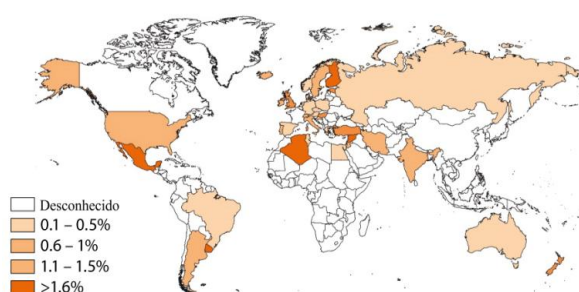 Desconhecido
0.1 – 0.5%
0.6 – 1%
1.1 – 1.5%
>1.6%